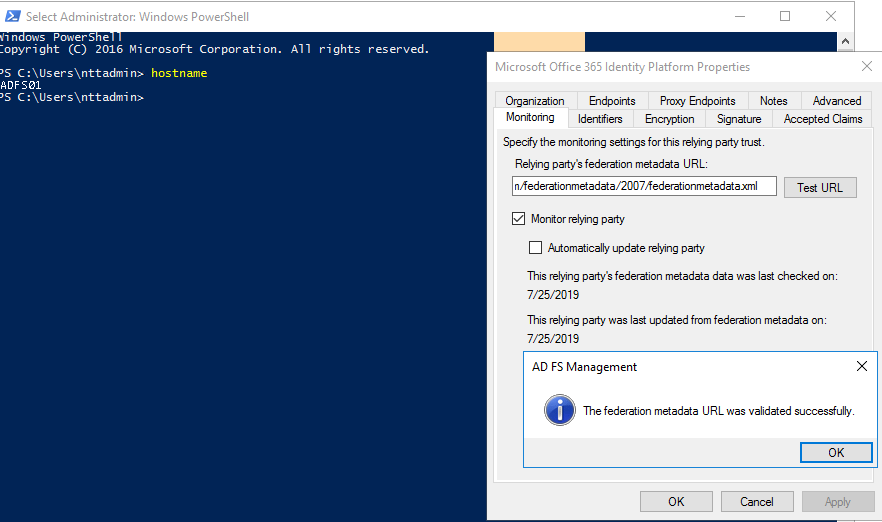 Select Administrator: Windows PowerShell
Windows PowerShell
Copyright (C) 2016 Microsoft Corporation. All rights reserved.
PS C:\Users\nttadmin> hostname
ADFS01
PS C:\Users\nttadmin>
Microsoft Office 365 Identity Platform Properties
Organization Endpoints Proxy Endpoints Notes Advanced
Monitoring Identifiers Encryption Signature Accepted Claims
Specify the monitoring settings for this relying party trust.
Relying party's federation metadata URL:
n/federationmetadata/2007/federationmetadata.xml Test URL
Monitor relying party
Automatically update relying party
This relying party's federation metadata data was last checked on:
7/25/2019
This relying party was last updated from federation metadata on:
7/25/2019
AD FS Management
The federation metadata URL was validated successfully.
OK
OK Cancel Apply